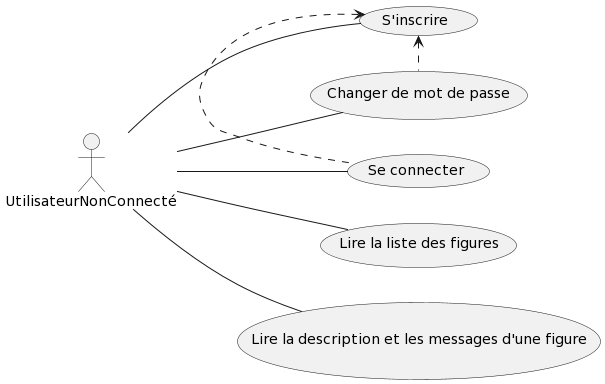 S'inscrire
Changer de mot de passe
Se connecter
UtilisateurNonConnecté
Lire la liste des figures
Lire la description et les messages d'une figure